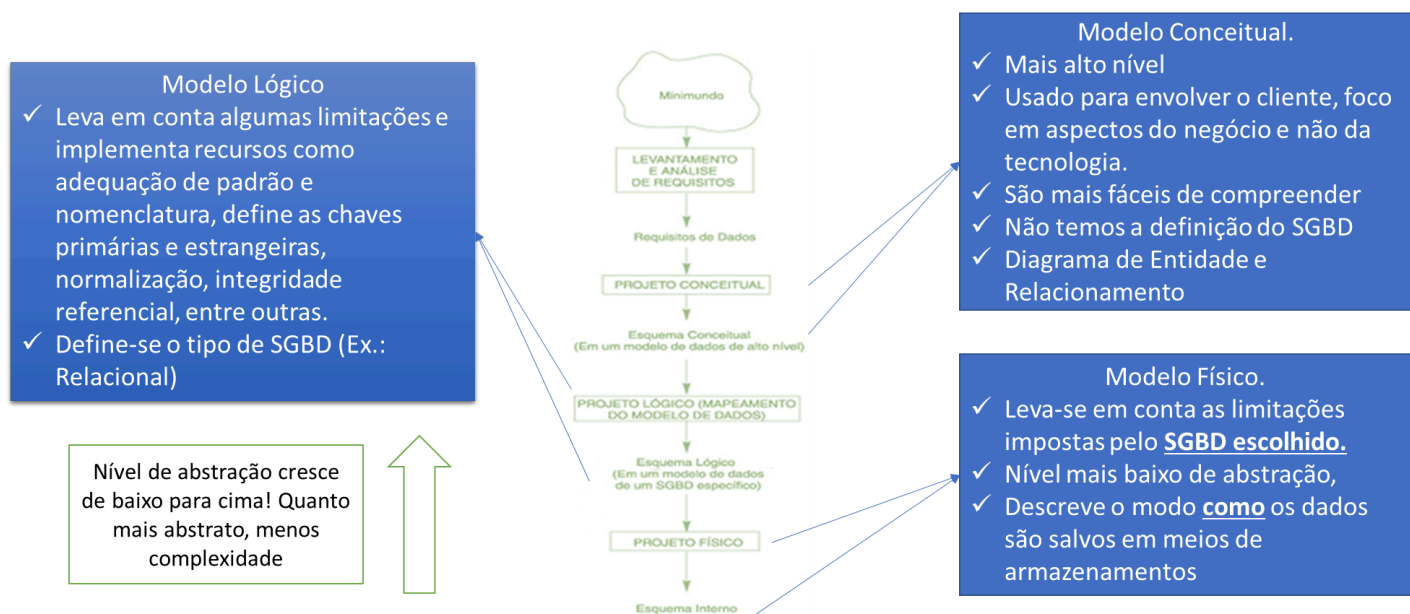 Modelo Lógico
✓ Leva em conta algumas limitações e
implementa recursos como
adequação de padrão e
nomenclatura, define as chaves
primárias e estrangeiras,
normalização, integridade
referencial, entre outras.
✓ Define-se o tipo de SGBD (Ex.:
Relacional)
Nível de abstração cresce
de baixo para cima! Quanto
mais abstrato, menos
complexidade
Minimundo
LEVANTAMENTO
E ANÁLISE
DE REQUISITOS
Requisitos de Dados
PROJETO CONCEITUAL
Esquema Conceitual
(Em um modelo de dados de alto nível)
PROJETO LÓGICO (MAPEAMENTO
DO MODELO DE DADOS)
Esquema Lógico
(Em um modelo de dados
de um SGBD específico)
PROJETO FÍSICO
Esquema Interno
Modelo Conceitual.
✓ Mais alto nível
✓ Usado para envolver o cliente, foco
em aspectos do negócio e não da
tecnologia.
✓ São mais fáceis de compreender
✓ Não temos a definição do SGBD
✓ Diagrama de Entidade e
Relacionamento
Modelo Físico.
✓ Leva-se em conta as limitações
impostas pelo SGBD escolhido.
✓ Nível mais baixo de abstração,
✓ Descreve o modo como os dados
são salvos em meios de
armazenamentos